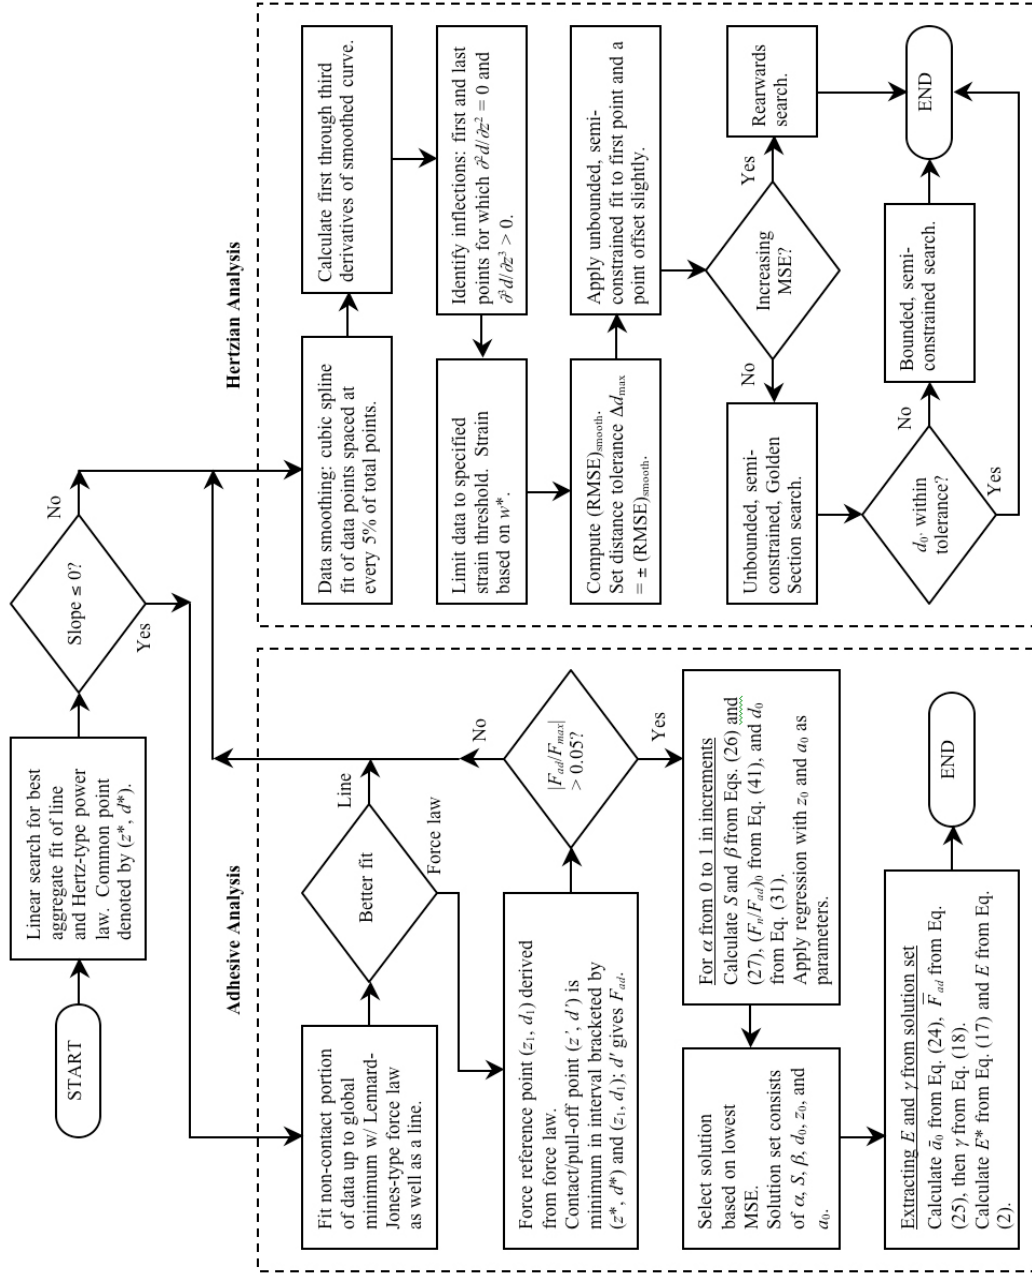 START
Linear search for best
aggregate fit of line
and Hertz-type power
law. Common point
denoted by (z*, d*).
Slope ≤ 0?
No
Yes
Adhesive Analysis
Fit non-contact portion
of data up to global
minimum w/ Lennard-
Jones-type force law
as well as a line.
Better fit
Line
Force law
Force reference point (z₁, d₁) derived
from force law.
Contact/pull-off point (z', d') is
minimum in interval bracketed by
(z*, d*) and (z₁, d₁); d' gives F_ad.
|F_ad/F_max|
> 0.05?
No
Yes
For α from 0 to 1 in increments
Calculate S and β from Eqs. (26) and
(27), (F_n/F_ad)₀ from Eq. (41), and d₀
from Eq. (31).
Apply regression with z₀ and a₀ as
parameters.
Select solution
based on lowest
MSE.
Solution set consists
of α, S, β, d₀, z₀, and
a₀.
Extracting E and γ from solution set
Calculate ā₀ from Eq. (24), F̄_ad from Eq.
(25), then γ from Eq. (18).
Calculate E* from Eq. (17) and E from Eq.
(2).
END
Hertzian Analysis
Data smoothing: cubic spline
fit of data points spaced at
every 5% of total points.
Calculate first through third
derivatives of smoothed curve.
Identify inflections: first and last
points for which ∂²d/∂z² = 0 and
∂³d/∂z³ > 0.
Limit data to specified
strain threshold. Strain
based on w*.
Compute (RMSE)smooth.
Set distance tolerance Δd_max
= ± (RMSE)smooth.
Apply unbounded, semi-
constrained fit to first point and a
point offset slightly.
Increasing
MSE?
No
Yes
Rearwards
search.
Unbounded, semi-
constrained, Golden
Section search.
d₀' within
tolerance?
No
Yes
Bounded, semi-
constrained search.
END